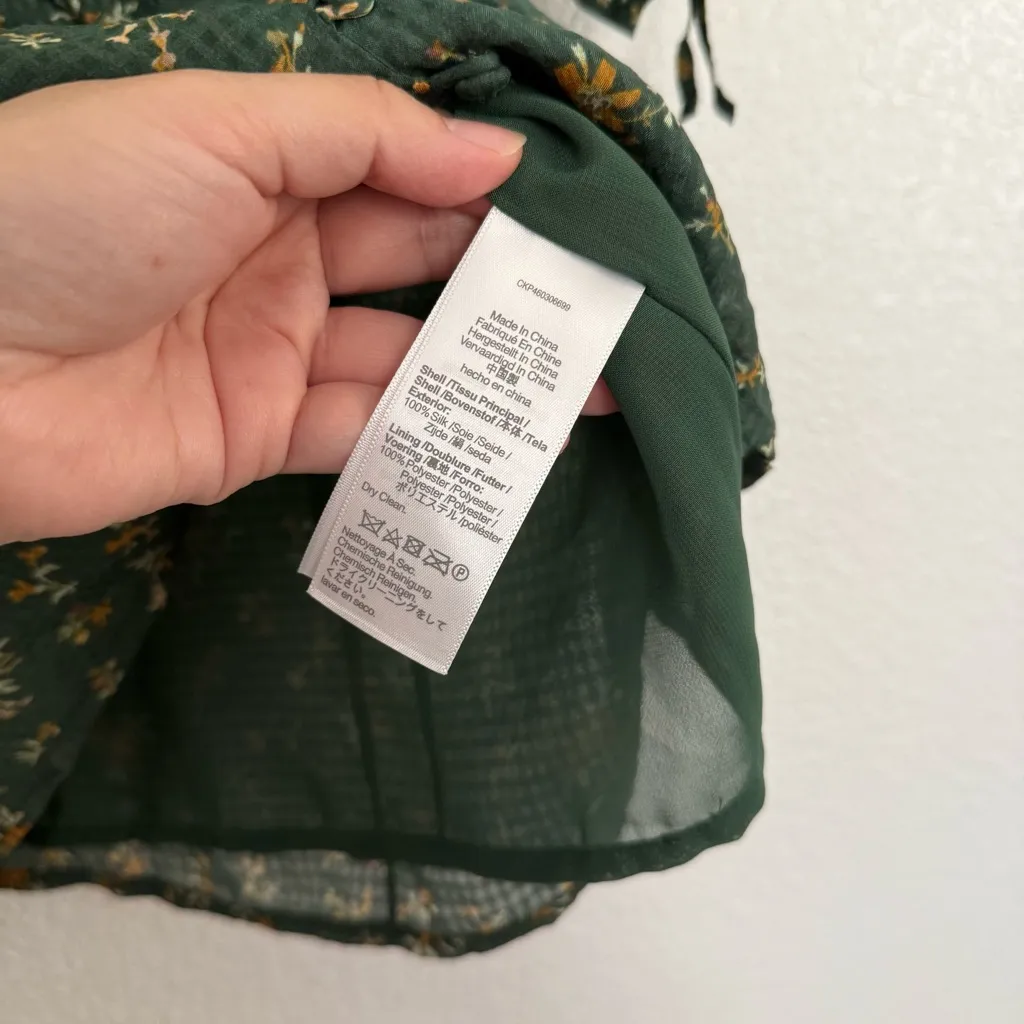 CKP460306699
Made In China
Fabriqué En Chine
Hergestellt In China
Vervaardigd In China
中国製
hecho en china
Shell /Tissu Principal /
Shell /Bovenstof /本体 /Tela
Exterior:
100% Silk /Soie /Seide /
Zijde /絹 /seda
Lining /Doublure /Futter /
Voering /裏地 /Forro:
100% Polyester /Polyester /
Polyester /Polyester /
ポリエステル /poliéster
Dry Clean.
P
Nettoyage À Sec.
Chemische Reinigung.
Chemisch Reinigen.
ドライクリーニングをして
ください。
lavar en seco.